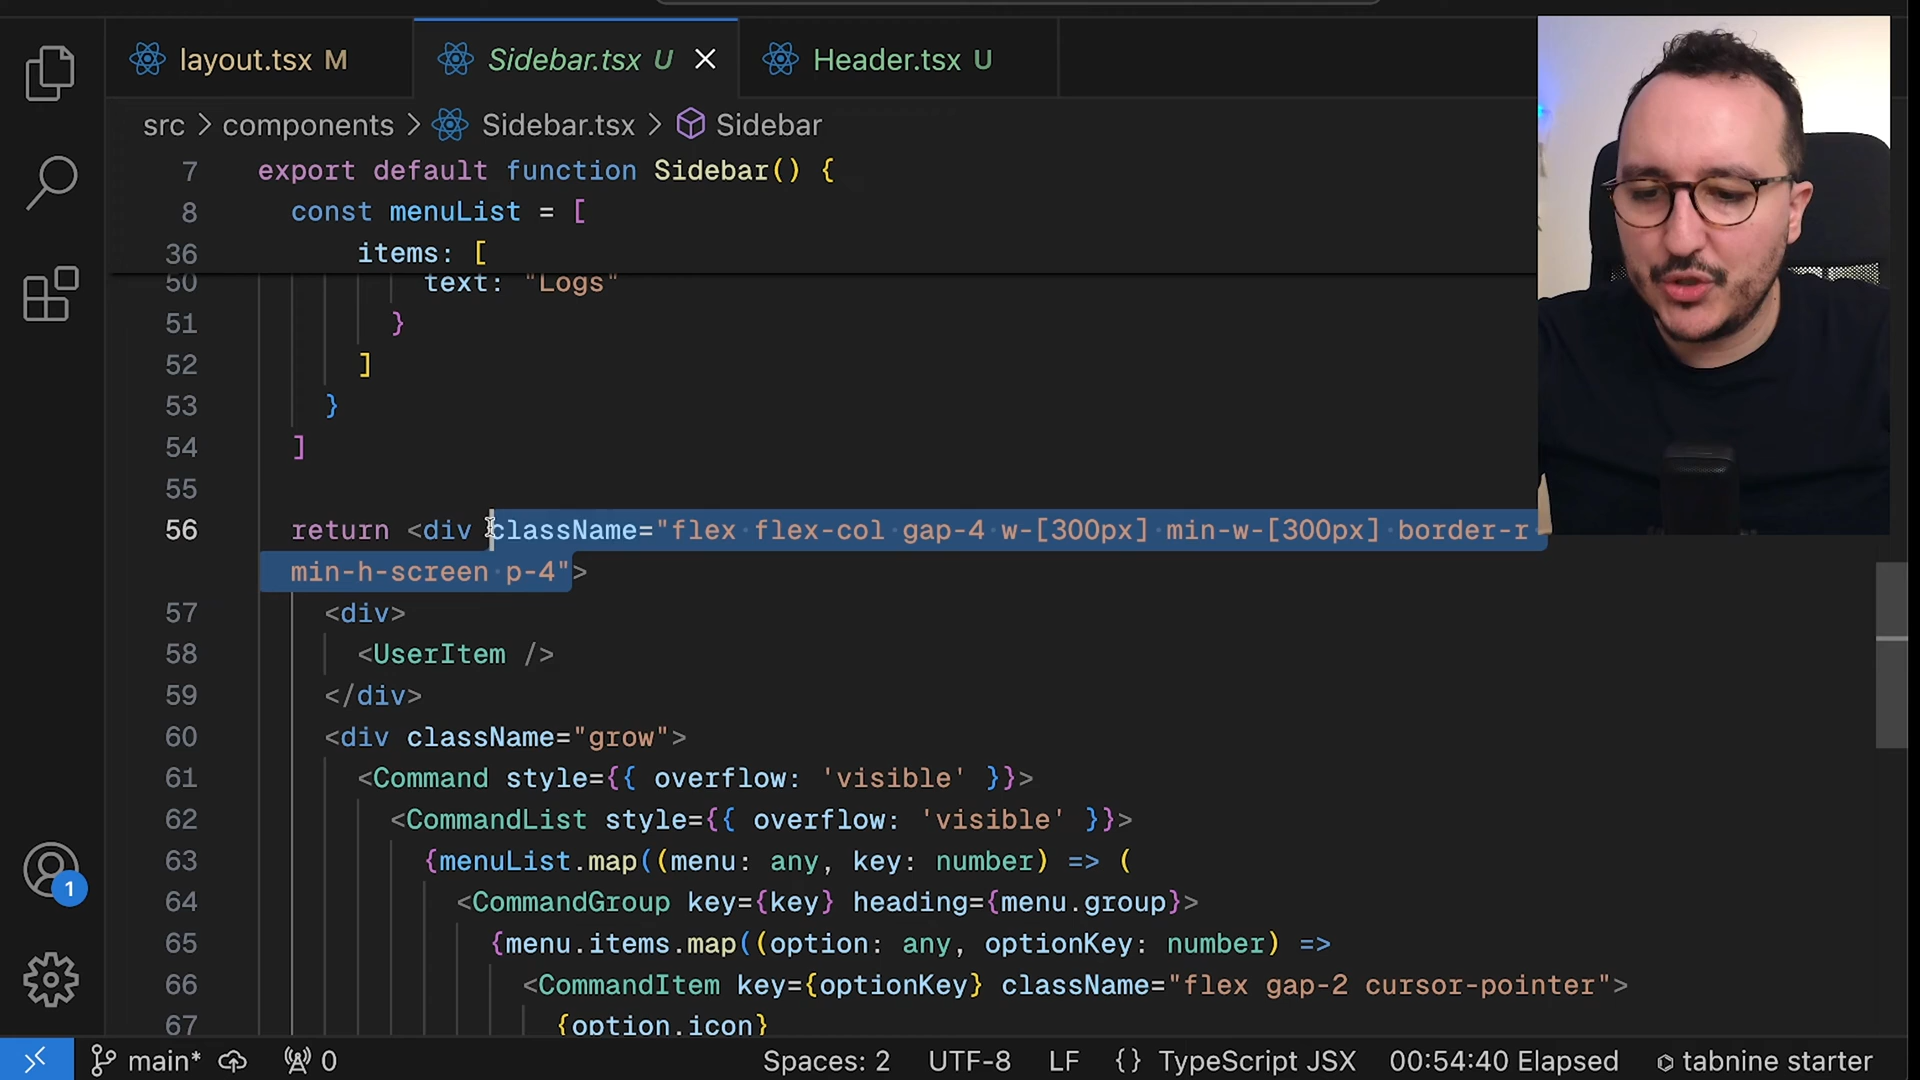 layout.tsx M
Sidebar.tsx U
Header.tsx U
src > components > Sidebar.tsx > Sidebar
7 export default function Sidebar() {
8 const menuList = [
36 items: [
50 text: "Logs"
51 }
52 ]
53 }
54 ]
55
56 return <div className="flex flex-col gap-4 w-[300px] min-w-[300px] border-r
min-h-screen p-4">
57 <div>
58 <UserItem />
59 </div>
60 <div className="grow">
61 <Command style={{ overflow: 'visible' }}>
62 <CommandList style={{ overflow: 'visible' }}>
63 {menuList.map((menu: any, key: number) => (
64 <CommandGroup key={key} heading={menu.group}>
65 {menu.items.map((option: any, optionKey: number) =>
66 <CommandItem key={optionKey} className="flex gap-2 cursor-pointer">
67 {option.icon}
1
main* 0 Spaces: 2 UTF-8 LF {} TypeScript JSX 00:54:40 Elapsed tabnine starter